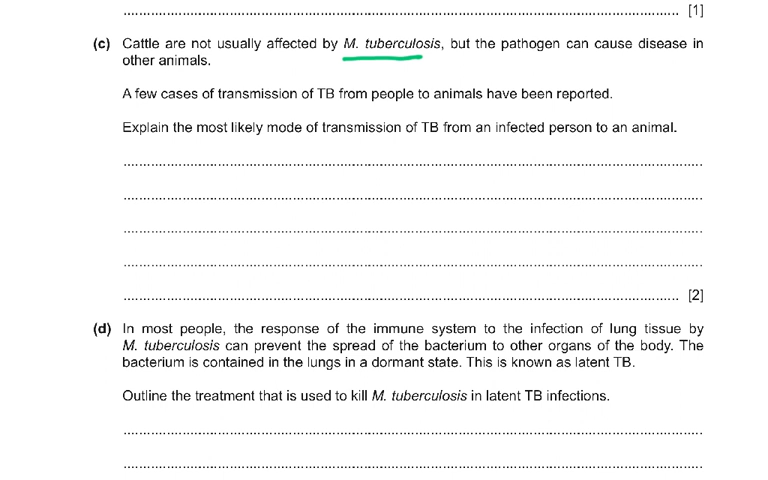 [1]
(c) Cattle are not usually affected by M. tuberculosis, but the pathogen can cause disease in
other animals.
A few cases of transmission of TB from people to animals have been reported.
Explain the most likely mode of transmission of TB from an infected person to an animal.
[2]
(d) In most people, the response of the immune system to the infection of lung tissue by
M. tuberculosis can prevent the spread of the bacterium to other organs of the body. The
bacterium is contained in the lungs in a dormant state. This is known as latent TB.
Outline the treatment that is used to kill M. tuberculosis in latent TB infections.